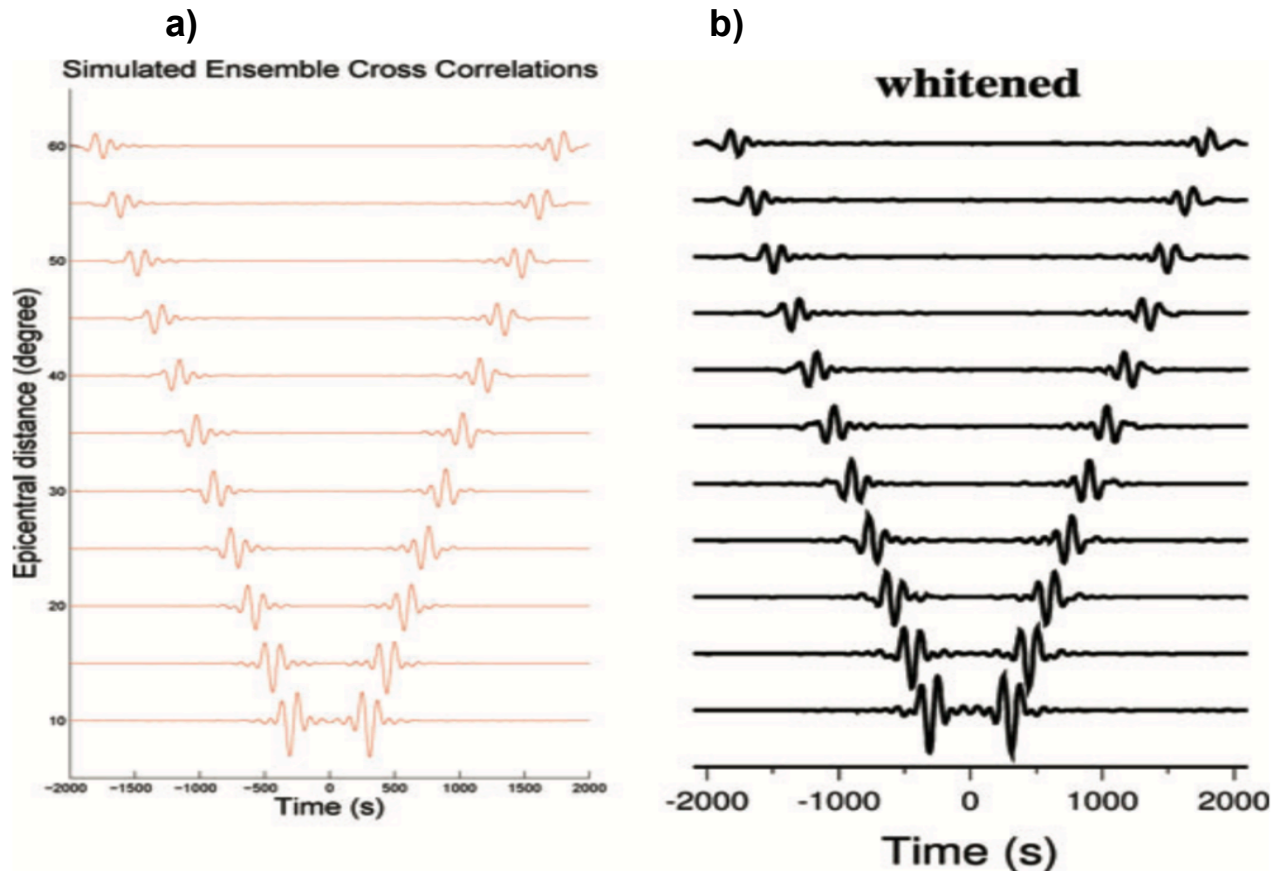 a)
Simulated Ensemble Cross Correlations
Epicentral distance (degree)
60
50
40
30
20
10
−2000 −1500 −1000 −500 0 500 1000 1500 2000
Time (s)
b)
whitened
-2000 -1000 0 1000 2000
Time (s)